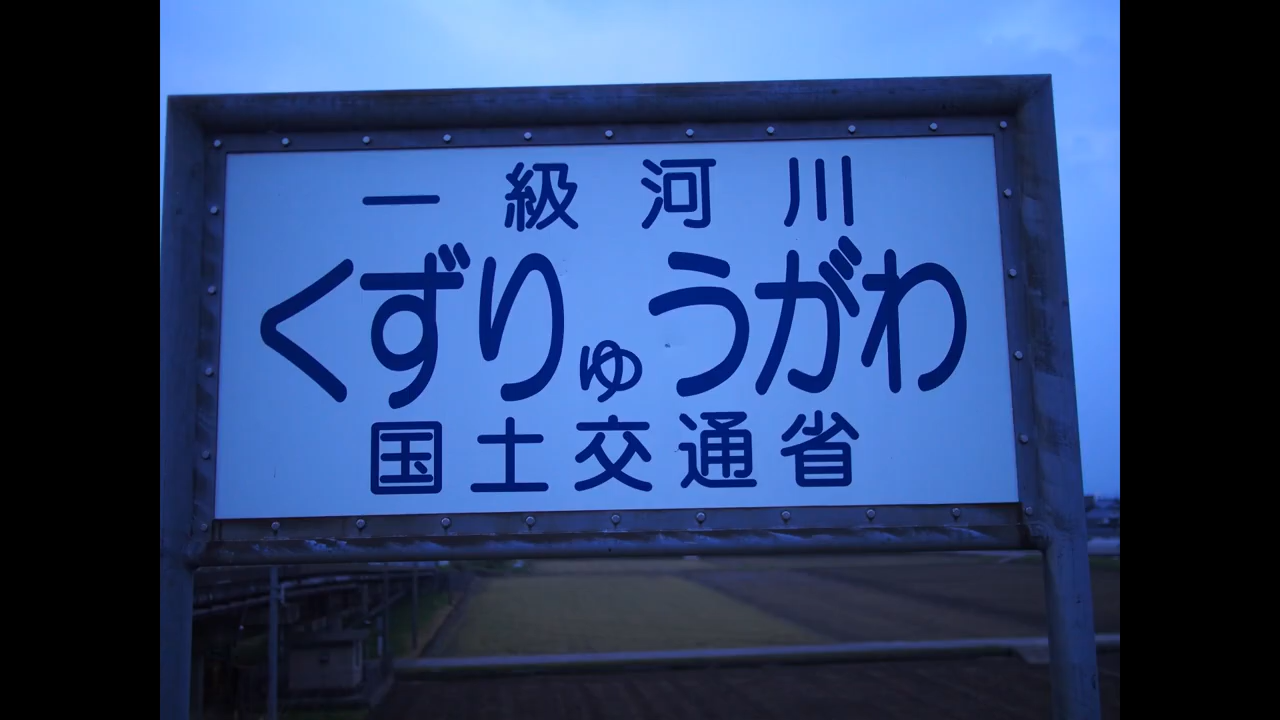 一級河川
くずりゅうがわ
国土交通省